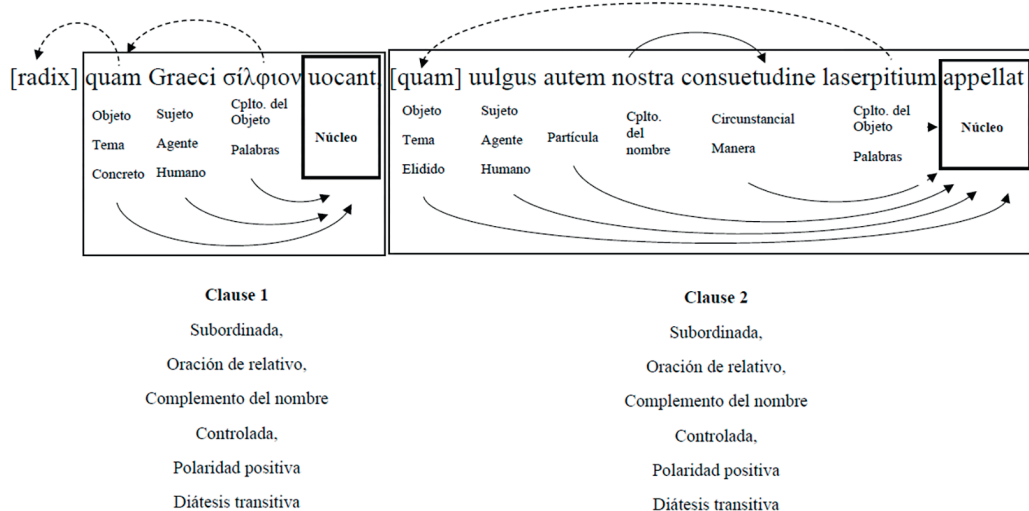 [radix] quam Graeci σίλφιον uocant, [quam] uulgus autem nostra consuetudine laserpitium appellat
Objeto
Tema
Concreto
Sujeto
Agente
Humano
Cplto. del
Objeto
Palabras
Núcleo
Objeto
Tema
Elidido
Sujeto
Agente
Humano
Partícula
Cplto.
del
nombre
Circunstancial
Manera
Cplto. del
Objeto
Palabras
Núcleo
Clause 1
Subordinada,
Oración de relativo,
Complemento del nombre
Controlada,
Polaridad positiva
Diátesis transitiva
Clause 2
Subordinada,
Oración de relativo,
Complemento del nombre
Controlada,
Polaridad positiva
Diátesis transitiva